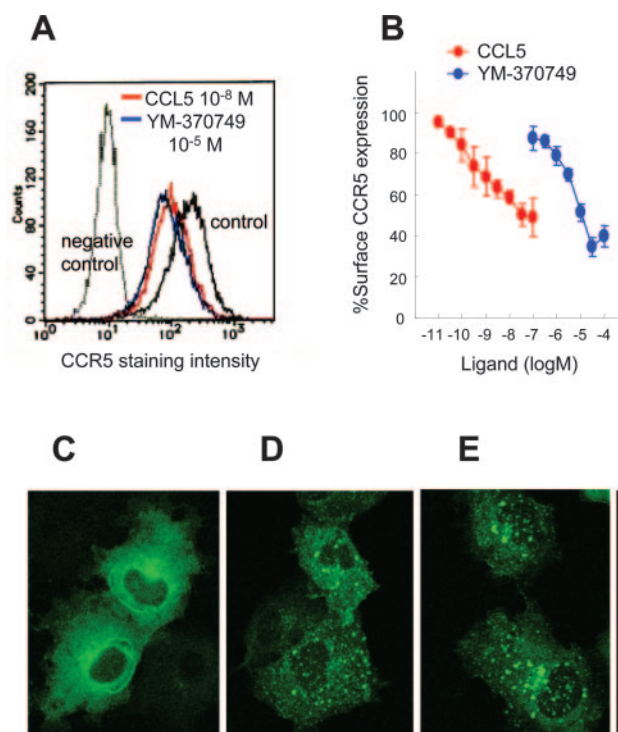 A
200
160
120
80
40
0
Counts
CCL5 10-8 M
YM-370749
10-5 M
negative
control
control
10⁰ 10¹ 10² 10³
CCR5 staining intensity
B
CCL5
YM-370749
%Surface CCR5 expression
100
80
60
40
20
0
-11 -10 -9 -8 -7 -6 -5 -4
Ligand (logM)
C
D
E